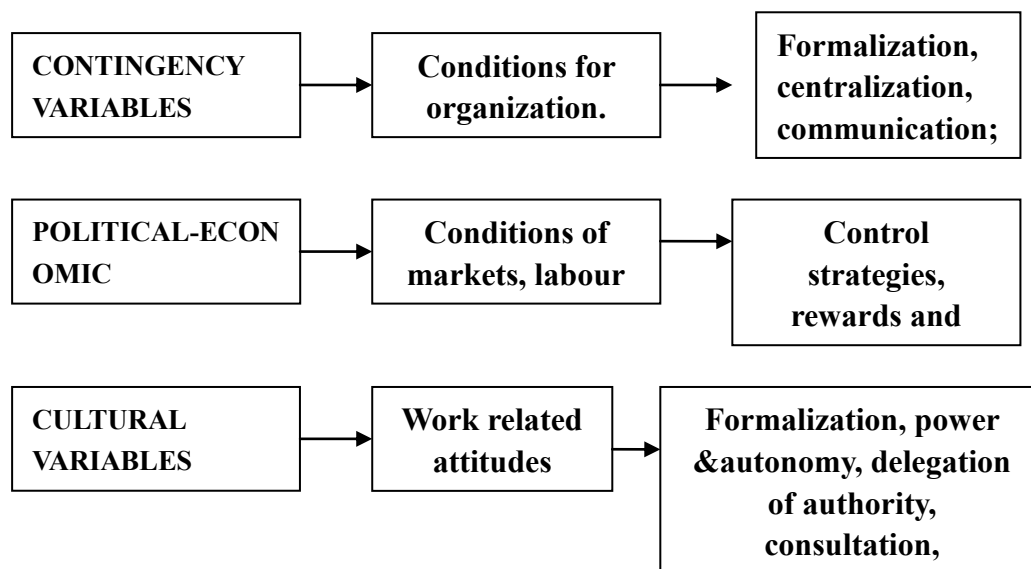 CONTINGENCY
VARIABLES
Conditions for
organization.
Formalization,
centralization,
communication;
POLITICAL-ECON
OMIC
Conditions of
markets, labour
Control
strategies,
rewards and
CULTURAL
VARIABLES
Work related
attitudes
Formalization, power
&autonomy, delegation
of authority,
consultation,